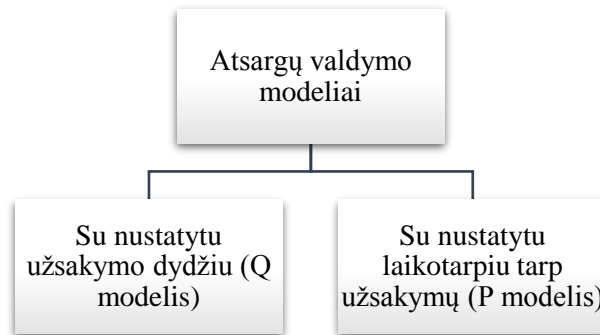 Atsargų valdymo
modeliai
Su nustatytu
užsakymo dydžiu (Q
modelis)
Su nustatytu
laikotarpiu tarp
užsakymų (P modelis)